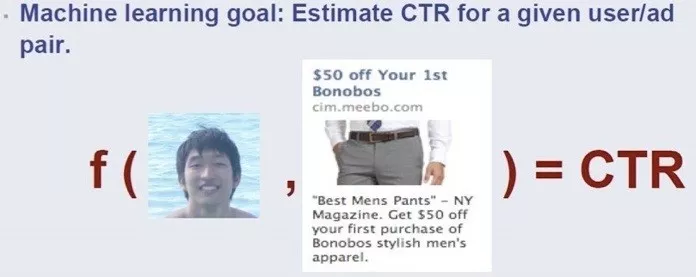 · Machine learning goal: Estimate CTR for a given user/ad
pair.
f (
,
$50 off Your 1st
Bonobos
cim.meebo.com
"Best Mens Pants" – NY
Magazine. Get $50 off
your first purchase of
Bonobos stylish men's
apparel.
) = CTR